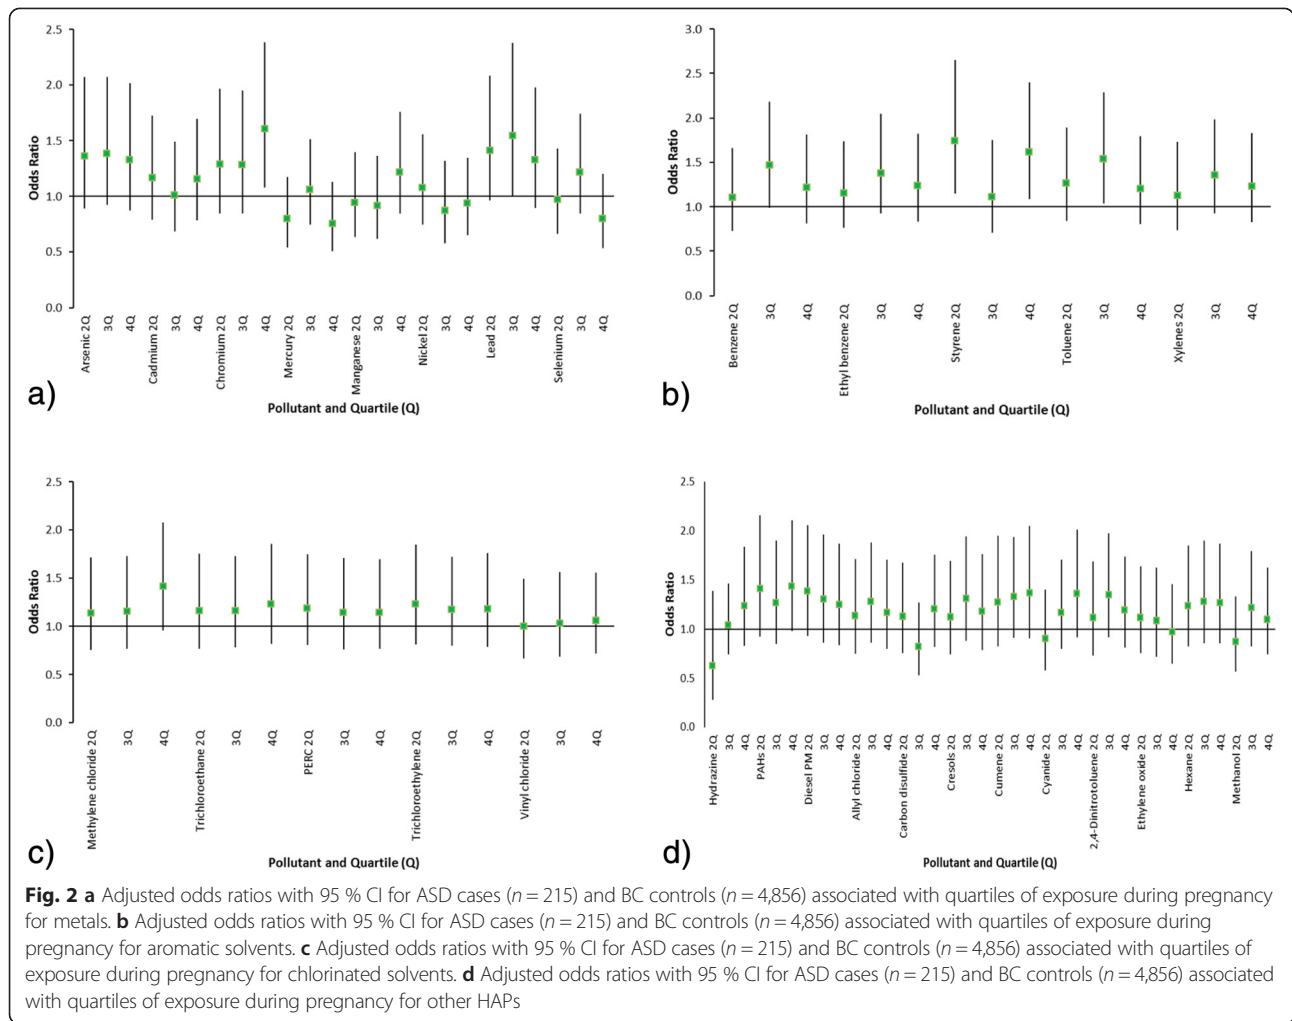 2.5
2.0
1.5
1.0
0.5
0.0
Odds Ratio
Arsenic 2Q
3Q
4Q
Cadmium 2Q
3Q
4Q
Chromium 2Q
3Q
4Q
Mercury 2Q
3Q
4Q
Manganese 2Q
3Q
4Q
Nickel 2Q
3Q
4Q
Lead 2Q
3Q
4Q
Selenium 2Q
3Q
4Q
a)
Pollutant and Quartile (Q)
3.0
2.5
2.0
1.5
1.0
0.5
0.0
Odds Ratio
Benzene 2Q
3Q
4Q
Ethyl benzene 2Q
3Q
4Q
Styrene 2Q
3Q
4Q
Toluene 2Q
3Q
4Q
Xylenes 2Q
3Q
4Q
b)
Pollutant and Quartile (Q)
2.5
2.0
1.5
1.0
0.5
0.0
Odds Ratio
Methylene chloride 2Q
3Q
4Q
Trichloroethane 2Q
3Q
4Q
PERC 2Q
3Q
4Q
Trichloroethylene 2Q
3Q
4Q
Vinyl chloride 2Q
3Q
4Q
c)
Pollutant and Quartile (Q)
2.5
2.0
1.5
1.0
0.5
0.0
Odds Ratio
Hydrazine 2Q
3Q
4Q
PAHs 2Q
3Q
4Q
Diesel PM 2Q
3Q
4Q
Allyl chloride 2Q
3Q
4Q
Carbon disulfide 2Q
3Q
4Q
Cresols 2Q
3Q
4Q
Cumene 2Q
3Q
4Q
Cyanide 2Q
3Q
4Q
2,4-Dinitrotoluene 2Q
3Q
4Q
Ethylene oxide 2Q
3Q
4Q
Hexane 2Q
3Q
4Q
Methanol 2Q
3Q
4Q
d)
Pollutant and Quartile (Q)
Fig. 2 a Adjusted odds ratios with 95 % CI for ASD cases (n = 215) and BC controls (n = 4,856) associated with quartiles of exposure during pregnancy
for metals. b Adjusted odds ratios with 95 % CI for ASD cases (n = 215) and BC controls (n = 4,856) associated with quartiles of exposure during
pregnancy for aromatic solvents. c Adjusted odds ratios with 95 % CI for ASD cases (n = 215) and BC controls (n = 4,856) associated with quartiles of
exposure during pregnancy for chlorinated solvents. d Adjusted odds ratios with 95 % CI for ASD cases (n = 215) and BC controls (n = 4,856) associated
with quartiles of exposure during pregnancy for other HAPs